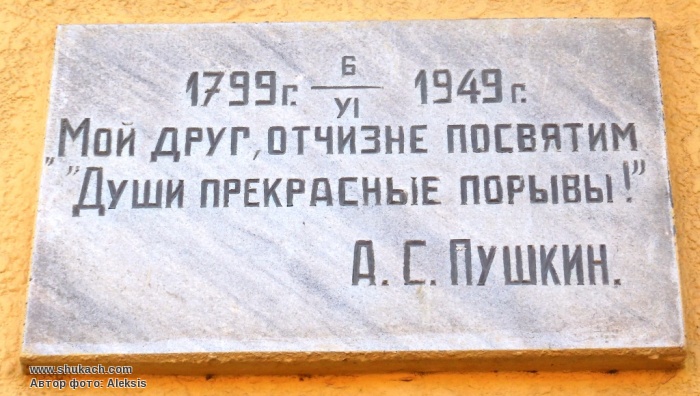 1799г. 6/VI 1949г.
„Мой друг, отчизне посвятим
"Души прекрасные порывы!"
А. С. Пушкин.
www.shukach.com
Автор фото: Aleksis